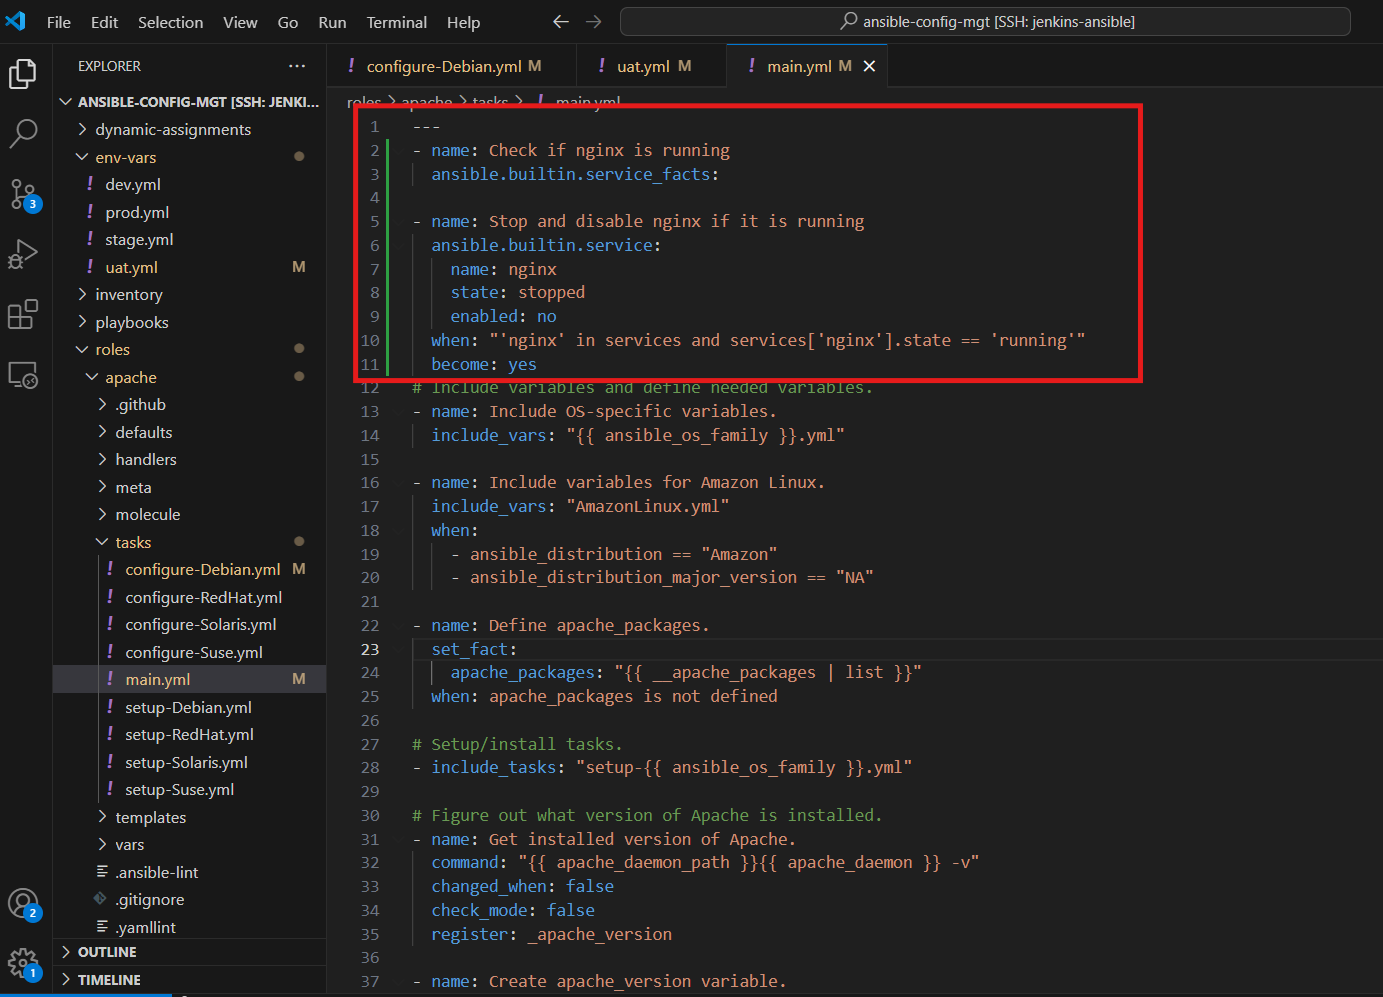 File Edit Selection View Go Run Terminal Help
ansible-config-mgt [SSH: jenkins-ansible]
EXPLORER
ANSIBLE-CONFIG-MGT [SSH: JENKI...
dynamic-assignments
env-vars
! dev.yml
! prod.yml
! stage.yml
! uat.yml M
inventory
playbooks
roles
apache
.github
defaults
handlers
meta
molecule
tasks
! configure-Debian.yml M
! configure-RedHat.yml
! configure-Solaris.yml
! configure-Suse.yml
! main.yml M
! setup-Debian.yml
! setup-RedHat.yml
! setup-Solaris.yml
! setup-Suse.yml
templates
vars
.ansible-lint
.gitignore
.yamllint
OUTLINE
TIMELINE
3
2
1
! configure-Debian.yml M
! uat.yml M
! main.yml M
roles > apache > tasks > ! main.yml
1 ---
2 - name: Check if nginx is running
3 ansible.builtin.service_facts:
4
5 - name: Stop and disable nginx if it is running
6 ansible.builtin.service:
7 name: nginx
8 state: stopped
9 enabled: no
10 when: "'nginx' in services and services['nginx'].state == 'running'"
11 become: yes
12 # Include variables and define needed variables.
13 - name: Include OS-specific variables.
14 include_vars: "{{ ansible_os_family }}.yml"
15
16 - name: Include variables for Amazon Linux.
17 include_vars: "AmazonLinux.yml"
18 when:
19 - ansible_distribution == "Amazon"
20 - ansible_distribution_major_version == "NA"
21
22 - name: Define apache_packages.
23 set_fact:
24 apache_packages: "{{ __apache_packages | list }}"
25 when: apache_packages is not defined
26
27 # Setup/install tasks.
28 - include_tasks: "setup-{{ ansible_os_family }}.yml"
29
30 # Figure out what version of Apache is installed.
31 - name: Get installed version of Apache.
32 command: "{{ apache_daemon_path }}{{ apache_daemon }} -v"
33 changed_when: false
34 check_mode: false
35 register: _apache_version
36
37 - name: Create apache_version variable.